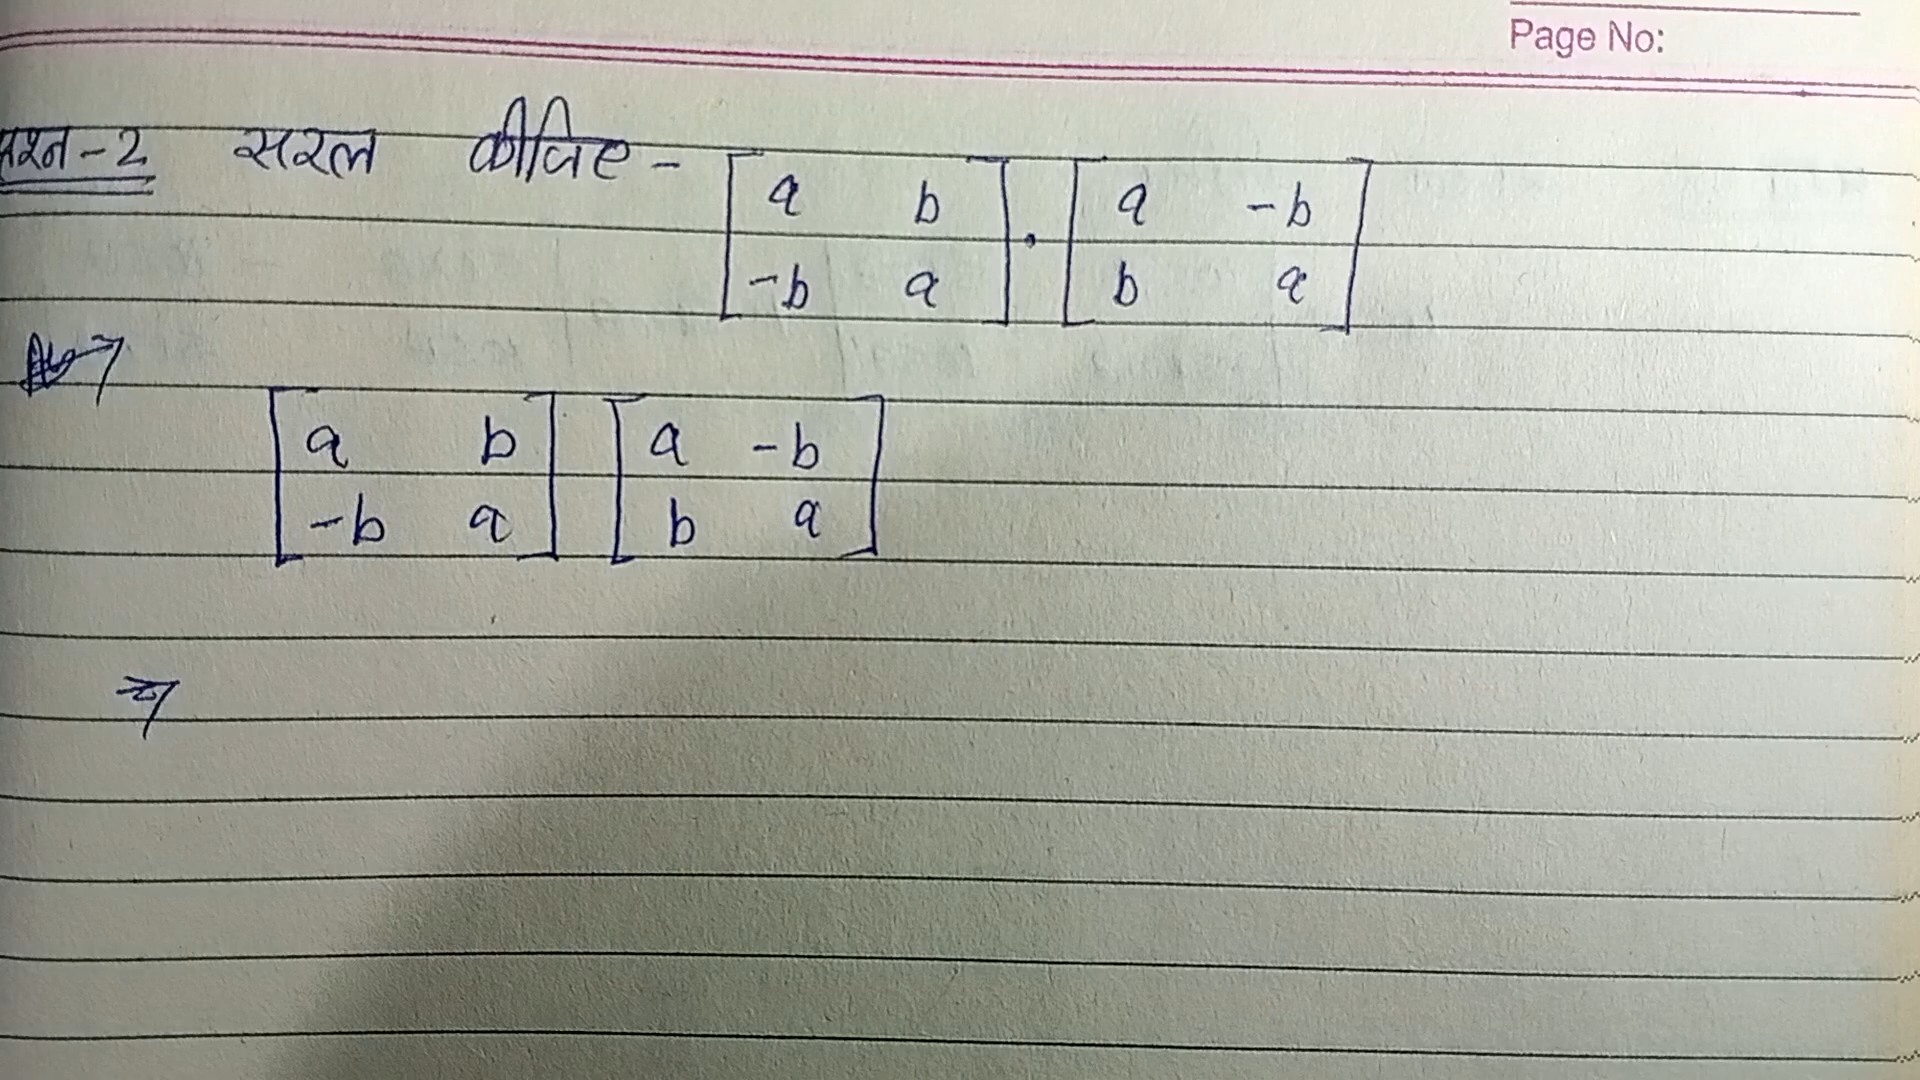 Page No:
प्रश्न-2 सरल कीजिए - [a b] . [a -b]
[-b a] [b a]
[a b] [a -b]
[-b a] [b a]
⇒